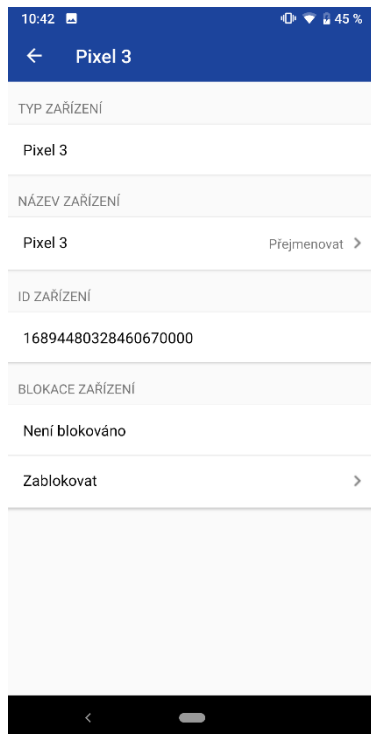 10:42 45 %
Pixel 3
TYP ZAŘÍZENÍ
Pixel 3
NÁZEV ZAŘÍZENÍ
Pixel 3 Přejmenovat
ID ZAŘÍZENÍ
16894480328460670000
BLOKACE ZAŘÍZENÍ
Není blokováno
Zablokovat